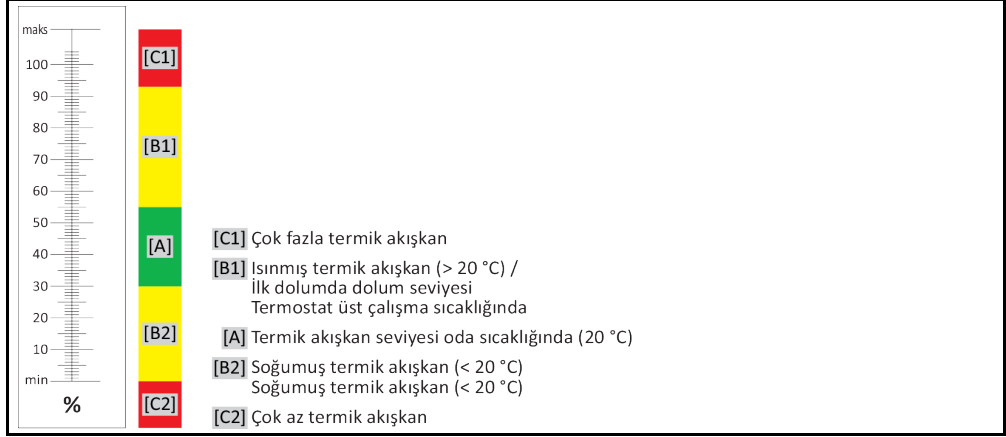 maks
100
90
80
70
60
50
40
30
20
10
min
%
[C1]
[B1]
[A]
[B2]
[C2]
[C1] Çok fazla termik akışkan
[B1] Isınmış termik akışkan (> 20 °C) /
İlk dolumda dolum seviyesi
Termostat üst çalışma sıcaklığında
[A] Termik akışkan seviyesi oda sıcaklığında (20 °C)
[B2] Soğumuş termik akışkan (< 20 °C)
Soğumuş termik akışkan (< 20 °C)
[C2] Çok az termik akışkan